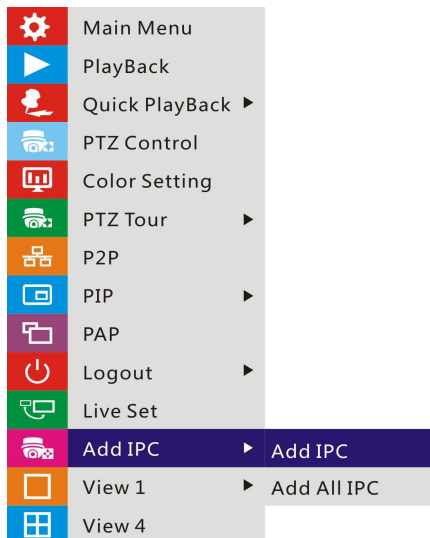 Main Menu
PlayBack
Quick PlayBack
PTZ Control
Color Setting
PTZ Tour
P2P
PIP
PAP
Logout
Live Set
Add IPC Add IPC
View 1 Add All IPC
View 4